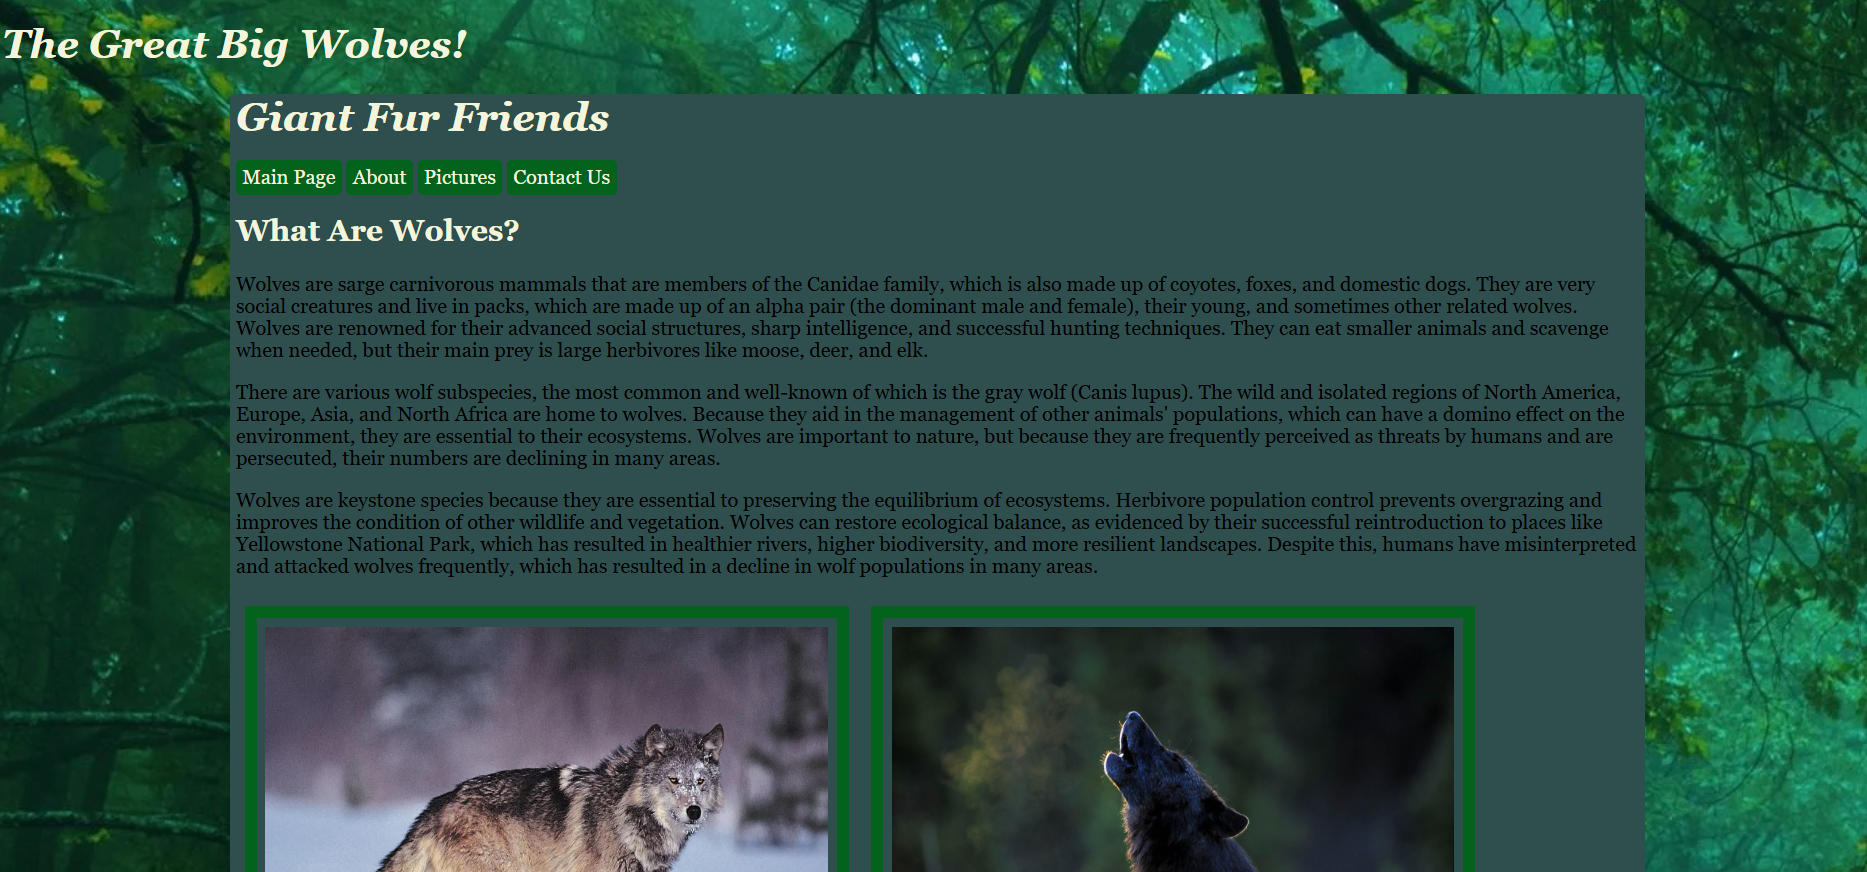 The Great Big Wolves!
Giant Fur Friends
Main Page About Pictures Contact Us
What Are Wolves?
Wolves are sarge carnivorous mammals that are members of the Canidae family, which is also made up of coyotes, foxes, and domestic dogs. They are very
social creatures and live in packs, which are made up of an alpha pair (the dominant male and female), their young, and sometimes other related wolves.
Wolves are renowned for their advanced social structures, sharp intelligence, and successful hunting techniques. They can eat smaller animals and scavenge
when needed, but their main prey is large herbivores like moose, deer, and elk.
There are various wolf subspecies, the most common and well-known of which is the gray wolf (Canis lupus). The wild and isolated regions of North America,
Europe, Asia, and North Africa are home to wolves. Because they aid in the management of other animals' populations, which can have a domino effect on the
environment, they are essential to their ecosystems. Wolves are important to nature, but because they are frequently perceived as threats by humans and are
persecuted, their numbers are declining in many areas.
Wolves are keystone species because they are essential to preserving the equilibrium of ecosystems. Herbivore population control prevents overgrazing and
improves the condition of other wildlife and vegetation. Wolves can restore ecological balance, as evidenced by their successful reintroduction to places like
Yellowstone National Park, which has resulted in healthier rivers, higher biodiversity, and more resilient landscapes. Despite this, humans have misinterpreted
and attacked wolves frequently, which has resulted in a decline in wolf populations in many areas.